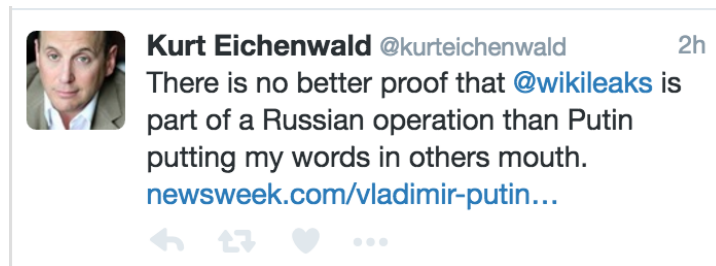 Kurt Eichenwald @kurteichenwald 2h
There is no better proof that @wikileaks is
part of a Russian operation than Putin
putting my words in others mouth.
newsweek.com/vladimir-putin…